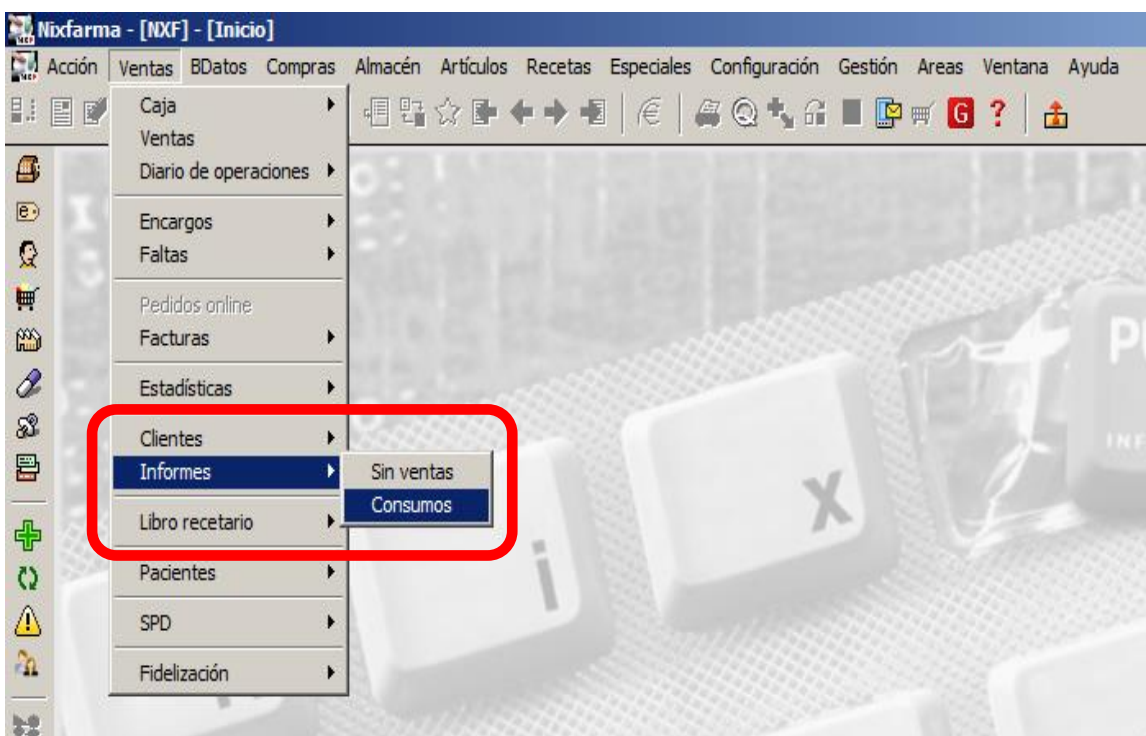 Nixfarma - [NXF] - [Inicio]
Acción Ventas BDatos Compras Almacén Artículos Recetas Especiales Configuración Gestión Areas Ventana Ayuda
Caja
Ventas
Diario de operaciones
Encargos
Faltas
Pedidos online
Facturas
Estadísticas
Clientes
Informes
Sin ventas
Consumos
Libro recetario
Pacientes
SPD
Fidelización
i
x